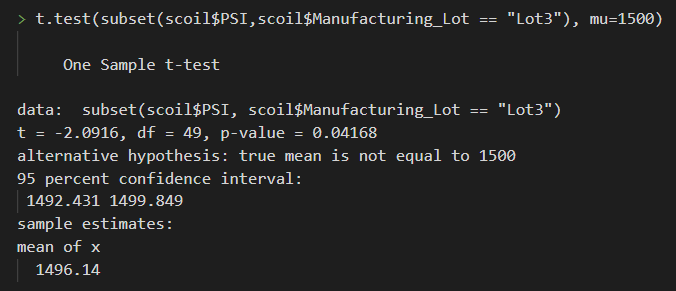 > t.test(subset(scoil$PSI,scoil$Manufacturing_Lot == "Lot3"), mu=1500)
One Sample t-test
data:  subset(scoil$PSI, scoil$Manufacturing_Lot == "Lot3")
t = -2.0916, df = 49, p-value = 0.04168
alternative hypothesis: true mean is not equal to 1500
95 percent confidence interval:
1492.431 1499.849
sample estimates:
mean of x
1496.14